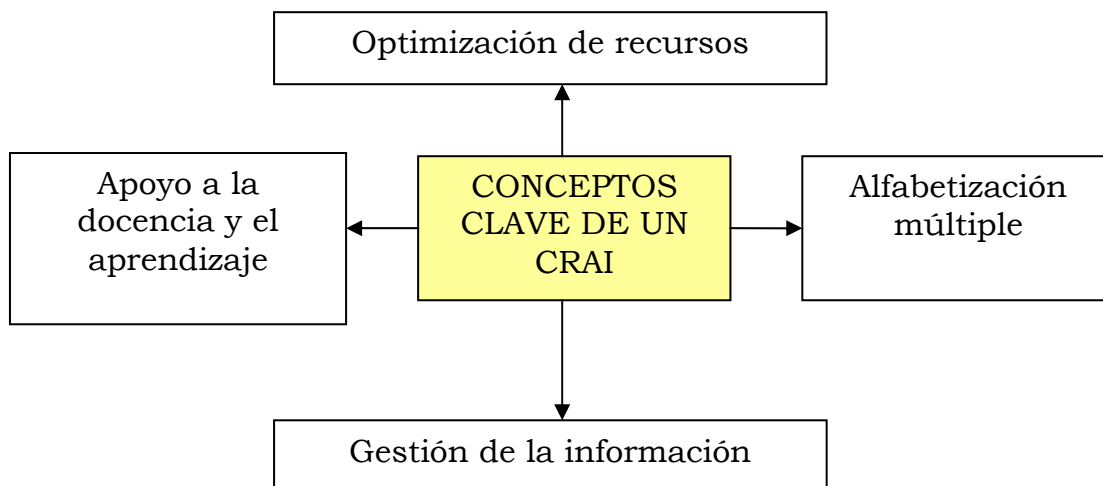 Optimización de recursos
Apoyo a la
docencia y el
aprendizaje
CONCEPTOS
CLAVE DE UN
CRAI
Alfabetización
múltiple
Gestión de la información